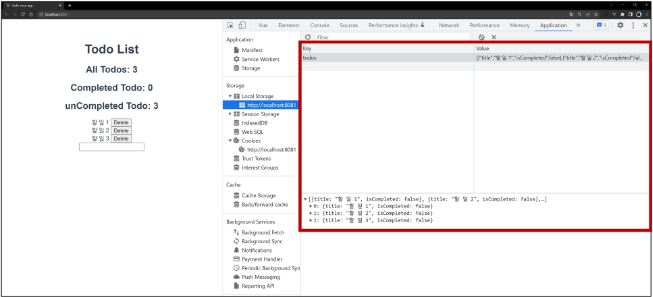 localhost:8081
Todo List
All Todos: 3
Completed Todo: 0
unCompleted Todo: 3
할 일 1 Delete
할 일 2 Delete
할 일 3 Delete
Vue Elements Console Sources Performance insights Network Performance Memory Application
Application
Manifest
Service Workers
Storage
Storage
Local Storage
http://localhost:8081
Session Storage
IndexedDB
Web SQL
Cookies
http://localhost:8081
Trust Tokens
Interest Groups
Cache
Cache Storage
Back/forward cache
Background Services
Background Fetch
Background Sync
Notifications
Payment Handler
Periodic Background Syn
Push Messaging
Reporting API
Filter
Key Value
todos [{"title":"할 일 1","isCompleted":false},{"title":"할 일 2","isCompleted":fal...
[{title: "할 일 1", isCompleted: false}, {title: "할 일 2", isCompleted: false},…]
0: {title: "할 일 1", isCompleted: false}
1: {title: "할 일 2", isCompleted: false}
2: {title: "할 일 3", isCompleted: false}